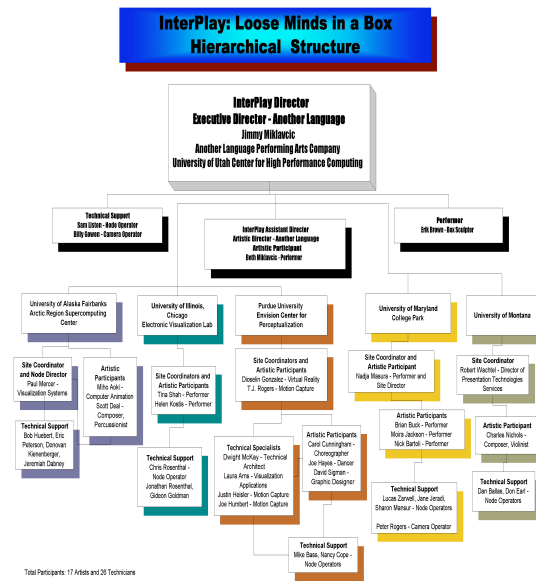 InterPlay: Loose Minds in a Box
Hierarchical Structure
InterPlay Director
Executive Director - Another Language
Jimmy Miklavcic
Another Language Performing Arts Company
University of Utah Center for High Performance Computing
Technical Support
Sam Liston - Node Operator
Billy Gowen - Camera Operator
InterPlay Assistant Director
Artistic Director - Another Language
Artistic Participant
Beth Miklavcic - Performer
Performer
Erik Brown - Box Sculptor
University of Alaska Fairbanks
Arctic Region Supercomputing
Center
University of Illinois,
Chicago
Electronic Visualization Lab
Purdue University
Envision Center for
Perceptualization
University of Maryland
College Park
University of Montana
Site Coordinator
and Node Director
Paul Mercer -
Visualization Systems
Artistic
Participants
Miho Aoki -
Computer Animation
Scott Deal -
Composer,
Percussionist
Technical Support
Bob Huebert, Eric
Peterson, Donovan
Kienenberger,
Jeremiah Dabney
Site Coordinators and
Artistic Participants
Tina Shah - Performer
Helen Kostis - Performer
Technical Support
Chris Rosenthal -
Node Operator
Jonathan Rosenthal,
Gideon Goldman
Site Coordinators and
Artistic Participants
Dioselin Gonzalez - Virtual Reality
T.J. Rogers - Motion Capture
Technical Specialists
Dwight McKay - Technical
Architect
Laura Arns - Visualization
Applications
Justin Heisler - Motion Capture
Joe Humbert - Motion Capture
Artistic Participants
Carol Cunningham -
Choreographer
Joe Hayes - Dancer
David Sigman -
Graphic Designer
Technical Support
Mike Bass, Nancy Cope -
Node Operators
Site Coordinator and
Artistic Participant
Nadja Masura - Performer and
Site Director
Artistic Participants
Brian Buck - Performer
Moira Jackson - Performer
Nick Bartoli - Performer
Technical Support
Lucas Zarwell, Jane Jeradi,
Sharon Mansur - Node Operators
Peter Rogers - Camera Operator
Site Coordinator
Robert Wachtel - Director of
Presentation Technologies
Services
Artistic Participant
Charles Nichols -
Composer, Violinist
Technical Support
Dan Bellas, Don Earl -
Node Operators
Total Participants: 17 Artists and 26 Technicians